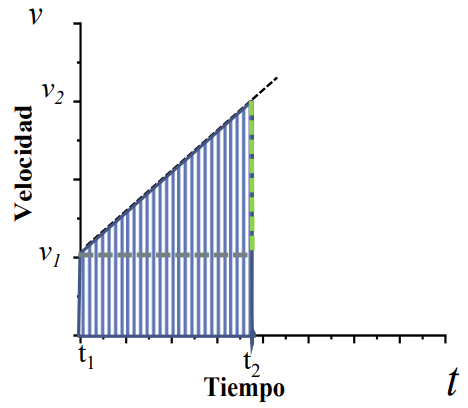 v
v2
Velocidad
v1
t1
t2
Tiempo
t